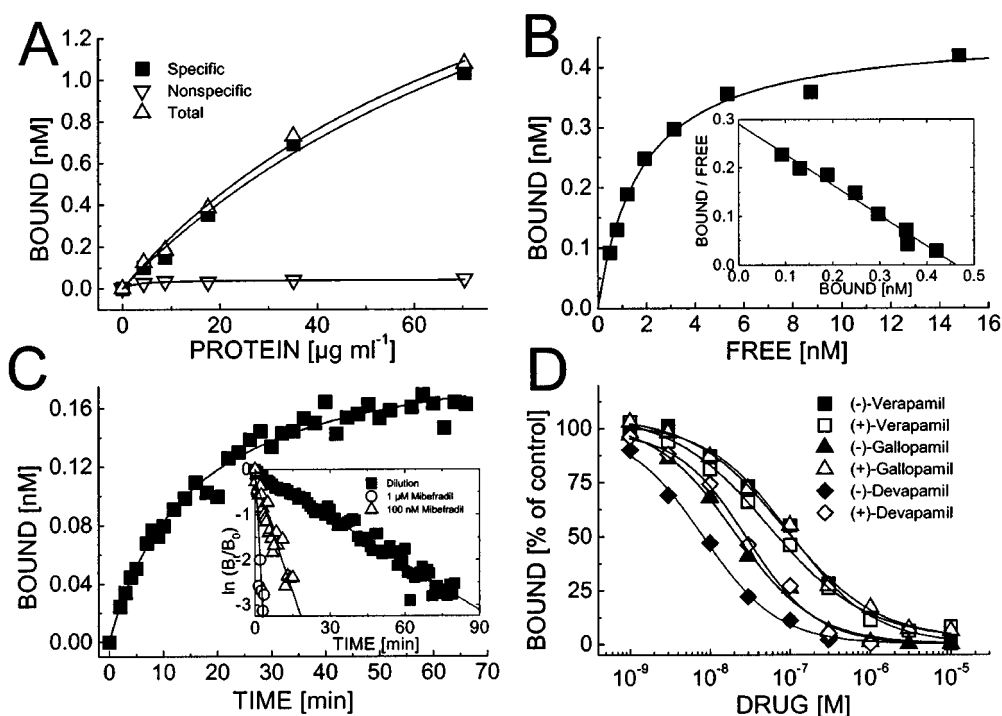 A
1.2
1.0
0.8
0.6
0.4
0.2
0.0
BOUND [nM]
Specific
Nonspecific
Total
0 20 40 60
PROTEIN [µg ml-1]
B
0.4
0.3
0.2
0.1
0.0
BOUND [nM]
0 2 4 6 8 10 12 14 16
FREE [nM]
0.3
0.2
0.1
0.0
BOUND / FREE
0.0 0.1 0.2 0.3 0.4 0.5
BOUND [nM]
C
0.16
0.12
0.08
0.04
0.00
BOUND [nM]
0 10 20 30 40 50 60 70
TIME [min]
0
-1
-2
-3
ln (Bt/B0)
Dilution
1 µM Mibefradil
100 nM Mibefradil
0 30 60 90
TIME [min]
D
100
75
50
25
0
BOUND [% of control]
(-)-Verapamil
(+)-Verapamil
(-)-Gallopamil
(+)-Gallopamil
(-)-Devapamil
(+)-Devapamil
10-9 10-8 10-7 10-6 10-5
DRUG [M]